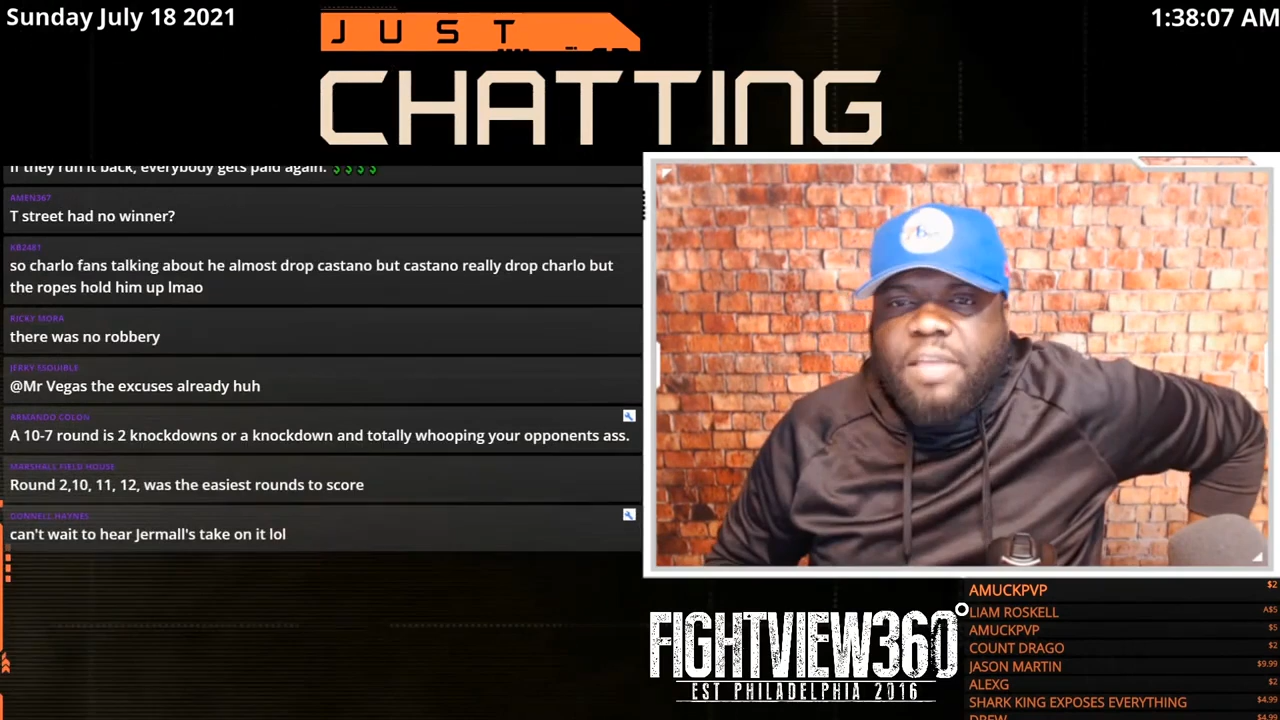 Sunday July 18 2021
1:38:07 AM
JUST
CHATTING
If they run it back, everybody gets paid again.
AMEN367
T street had no winner?
KB2481
so charlo fans talking about he almost drop castano but castano really drop charlo but
the ropes hold him up lmao
RICKY MORA
there was no robbery
JERKY ESQUIBLE
@Mr Vegas the excuses already huh
ARMANDO COLON
A 10-7 round is 2 knockdowns or a knockdown and totally whooping your opponents ass.
MARSHALL FIELD HOUSE
Round 2,10, 11, 12, was the easiest rounds to score
DONNELL HAYNES
can't wait to hear Jermall's take on it lol
FIGHTVIEW360°
EST PHILADELPHIA 2016
AMUCKPVP $2
LIAM ROSKELL A$5
AMUCKPVP $5
COUNT DRAGO $2
JASON MARTIN $9.99
ALEXG $2
SHARK KING EXPOSES EVERYTHING $4.99
DREW $4.99